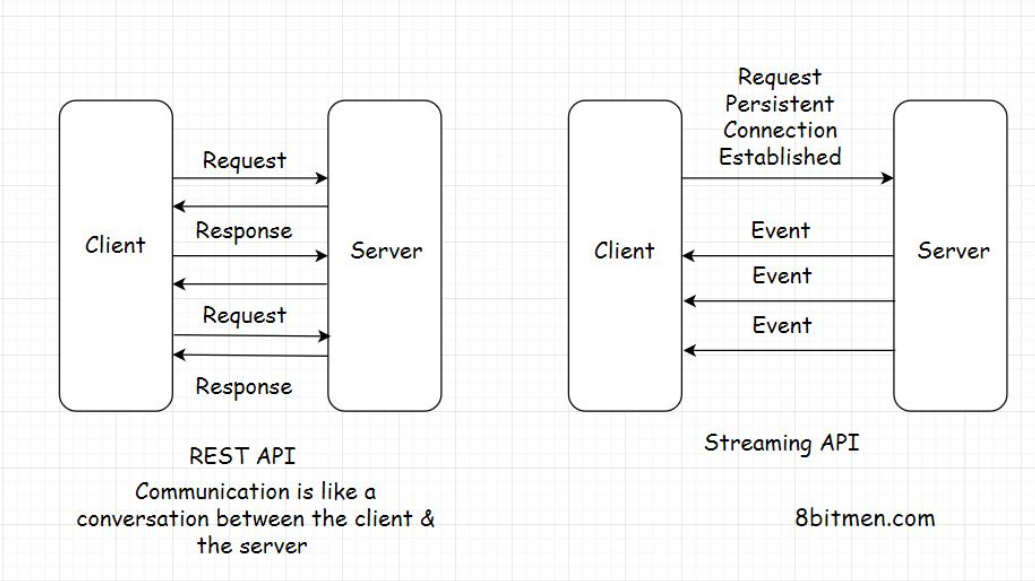 Client
Request
Response
Request
Response
Server
REST API
Communication is like a
conversation between the client &
the server
Request
Persistent
Connection
Established
Client
Event
Event
Event
Server
Streaming API
8bitmen.com